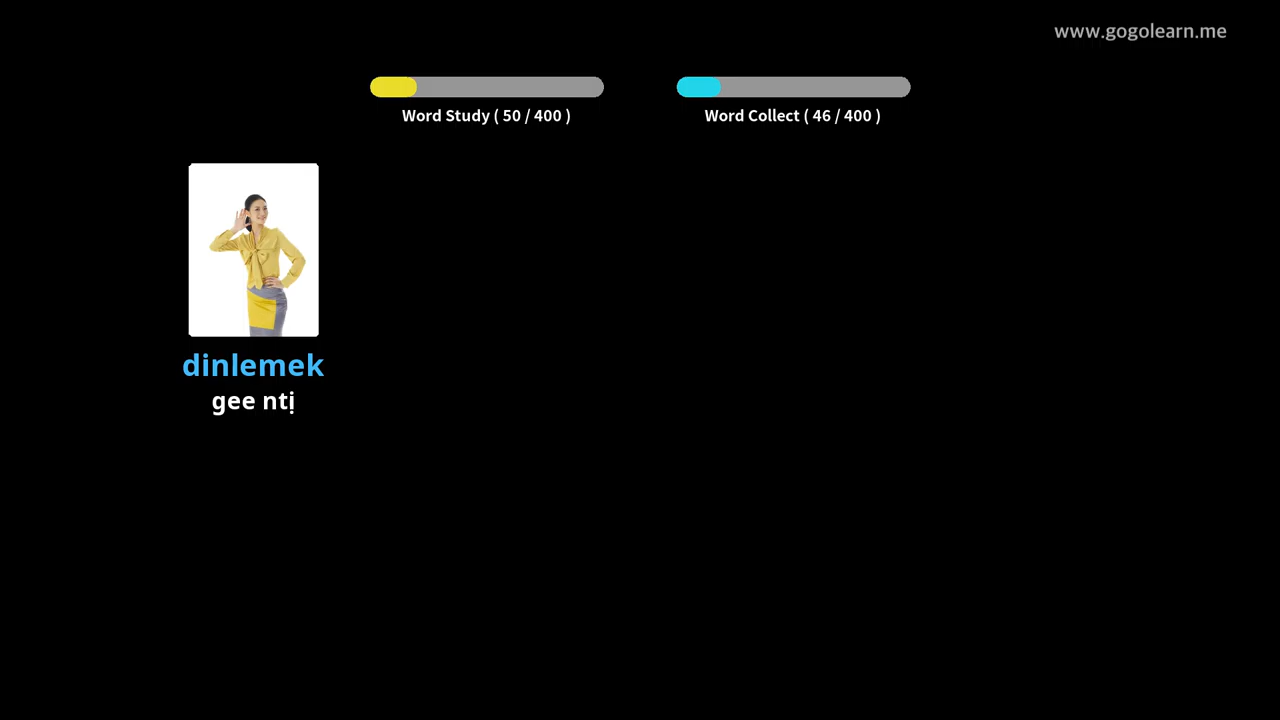 www.gogolearn.me
Word Study ( 50 / 400 )
Word Collect ( 46 / 400 )
dinlemek
gee ntị